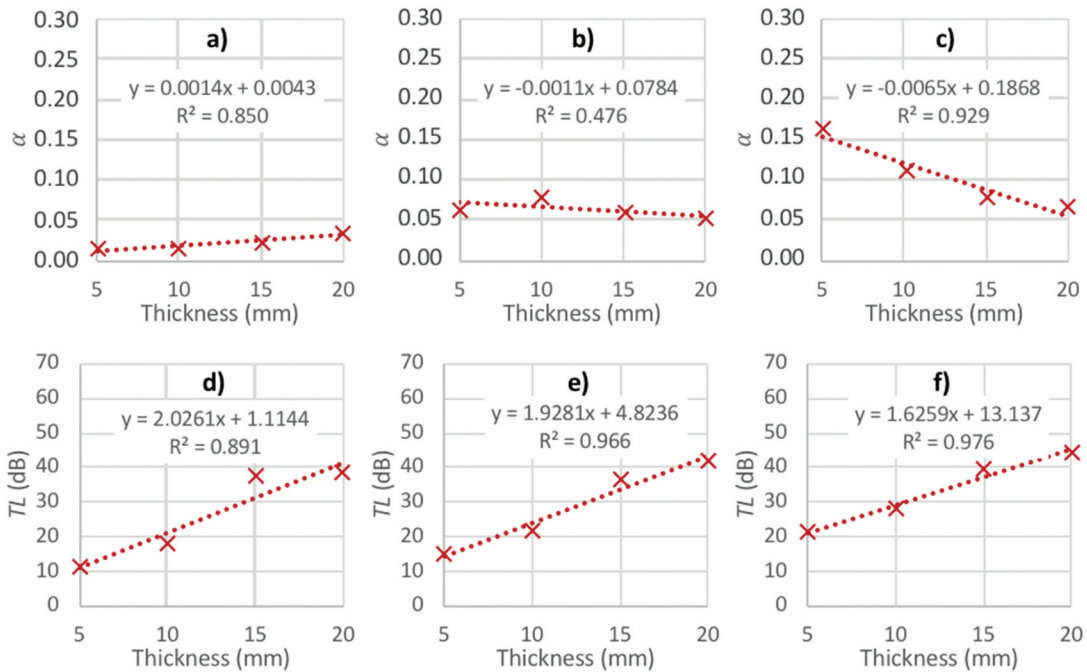 a)
y = 0.0014x + 0.0043
R² = 0.850
α
0.30
0.25
0.20
0.15
0.10
0.05
0.00
5 10 15 20
Thickness (mm)
b)
y = -0.0011x + 0.0784
R² = 0.476
α
0.30
0.25
0.20
0.15
0.10
0.05
0.00
5 10 15 20
Thickness (mm)
c)
y = -0.0065x + 0.1868
R² = 0.929
α
0.30
0.25
0.20
0.15
0.10
0.05
0.00
5 10 15 20
Thickness (mm)
d)
y = 2.0261x + 1.1144
R² = 0.891
TL (dB)
70
60
50
40
30
20
10
0
5 10 15 20
Thickness (mm)
e)
y = 1.9281x + 4.8236
R² = 0.966
TL (dB)
70
60
50
40
30
20
10
0
5 10 15 20
Thickness (mm)
f)
y = 1.6259x + 13.137
R² = 0.976
TL (dB)
70
60
50
40
30
20
10
0
5 10 15 20
Thickness (mm)